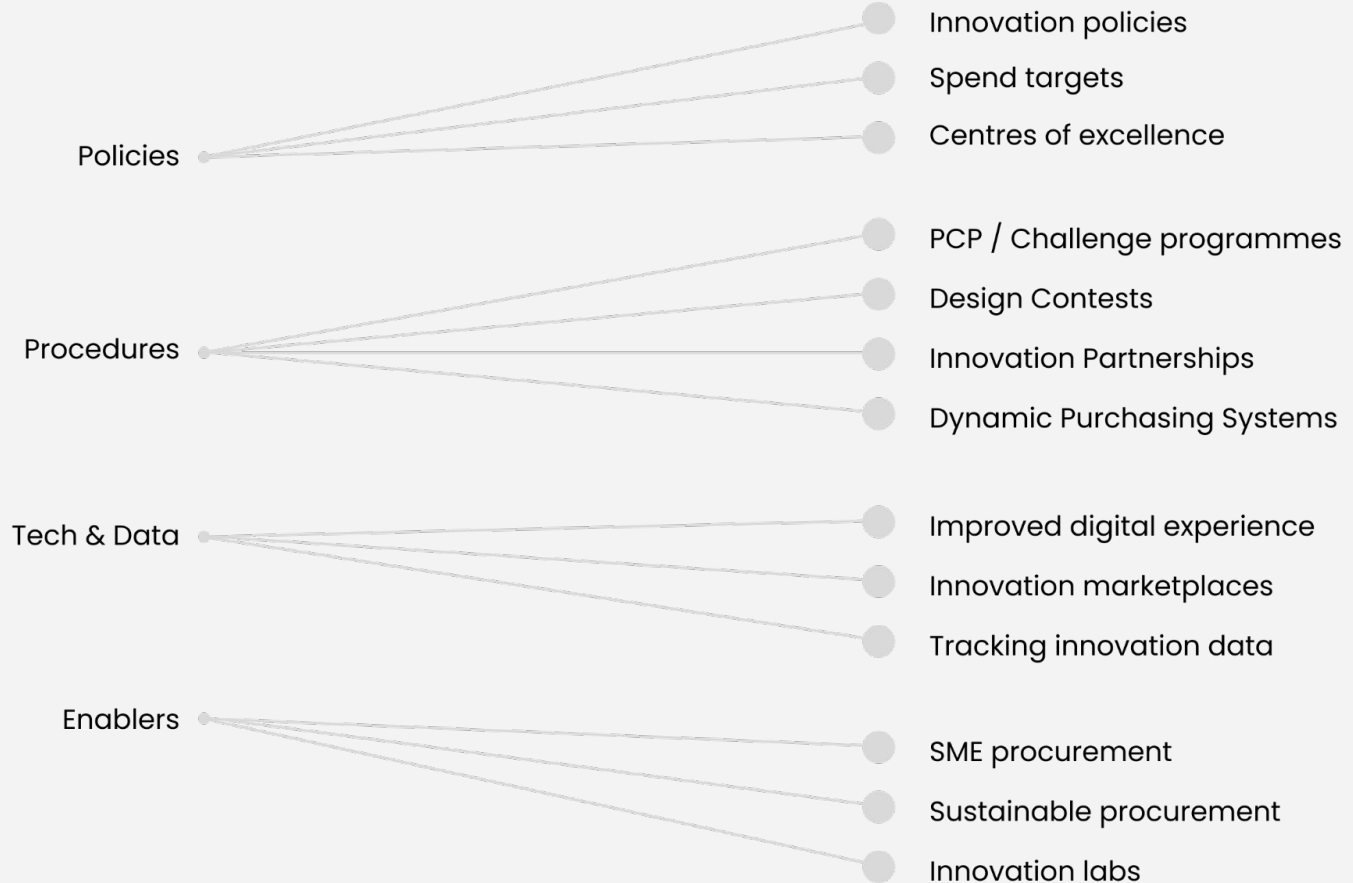 Policies
Innovation policies
Spend targets
Centres of excellence
Procedures
PCP / Challenge programmes
Design Contests
Innovation Partnerships
Dynamic Purchasing Systems
Tech & Data
Improved digital experience
Innovation marketplaces
Tracking innovation data
Enablers
SME procurement
Sustainable procurement
Innovation labs